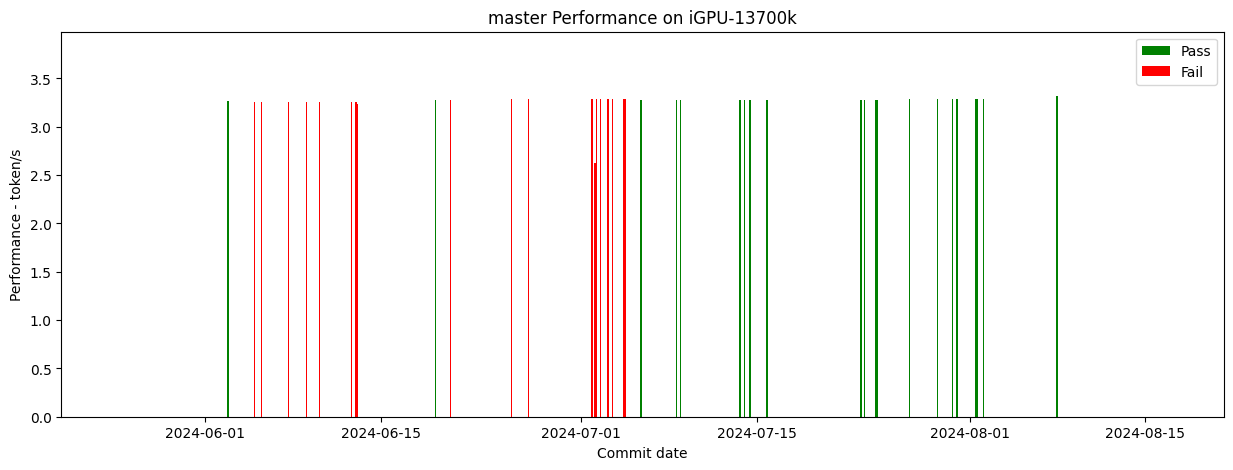 master Performance on iGPU-13700k
Pass
Fail
Performance - token/s
3.5
3.0
2.5
2.0
1.5
1.0
0.5
0.0
2024-06-01 2024-06-15 2024-07-01 2024-07-15 2024-08-01 2024-08-15
Commit date